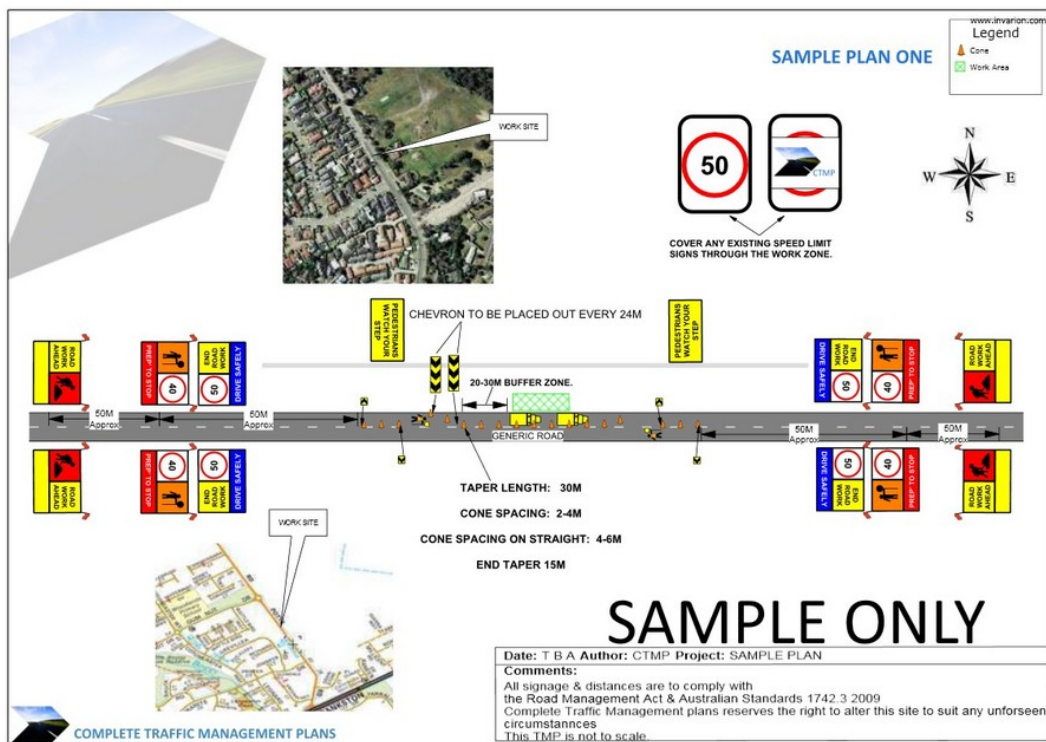 www.invarion.com
Legend
Cone
Work Area
SAMPLE PLAN ONE
WORK SITE
50
CTMP
N
W E
S
COVER ANY EXISTING SPEED LIMIT
SIGNS THROUGH THE WORK ZONE.
PEDESTRIANS
WATCH YOUR
STEP
CHEVRON TO BE PLACED OUT EVERY 24M
PEDESTRIANS
WATCH YOUR
STEP
ROAD
WORK
AHEAD
PREP TO STOP
40
END
ROAD
WORK
50
DRIVE SAFELY
20-30M BUFFER ZONE.
DRIVE SAFELY
END
ROAD
WORK
50
PREP TO STOP
40
ROAD
WORK
AHEAD
50M
Approx
50M
Approx
GENERIC ROAD
50M
Approx
50M
Approx
ROAD
WORK
AHEAD
PREP TO STOP
40
END
ROAD
WORK
50
DRIVE SAFELY
DRIVE SAFELY
END
ROAD
WORK
50
PREP TO STOP
40
ROAD
WORK
AHEAD
TAPER LENGTH: 30M
CONE SPACING: 2-4M
CONE SPACING ON STRAIGHT: 4-6M
END TAPER 15M
WORK SITE
SAMPLE ONLY
Date: T B A Author: CTMP Project: SAMPLE PLAN
Comments:
All signage & distances are to comply with
the Road Management Act & Australian Standards 1742.3 2009
Complete Traffic Management plans reserves the right to alter this site to suit any unforseen
circumstannces
This TMP is not to scale.
COMPLETE TRAFFIC MANAGEMENT PLANS